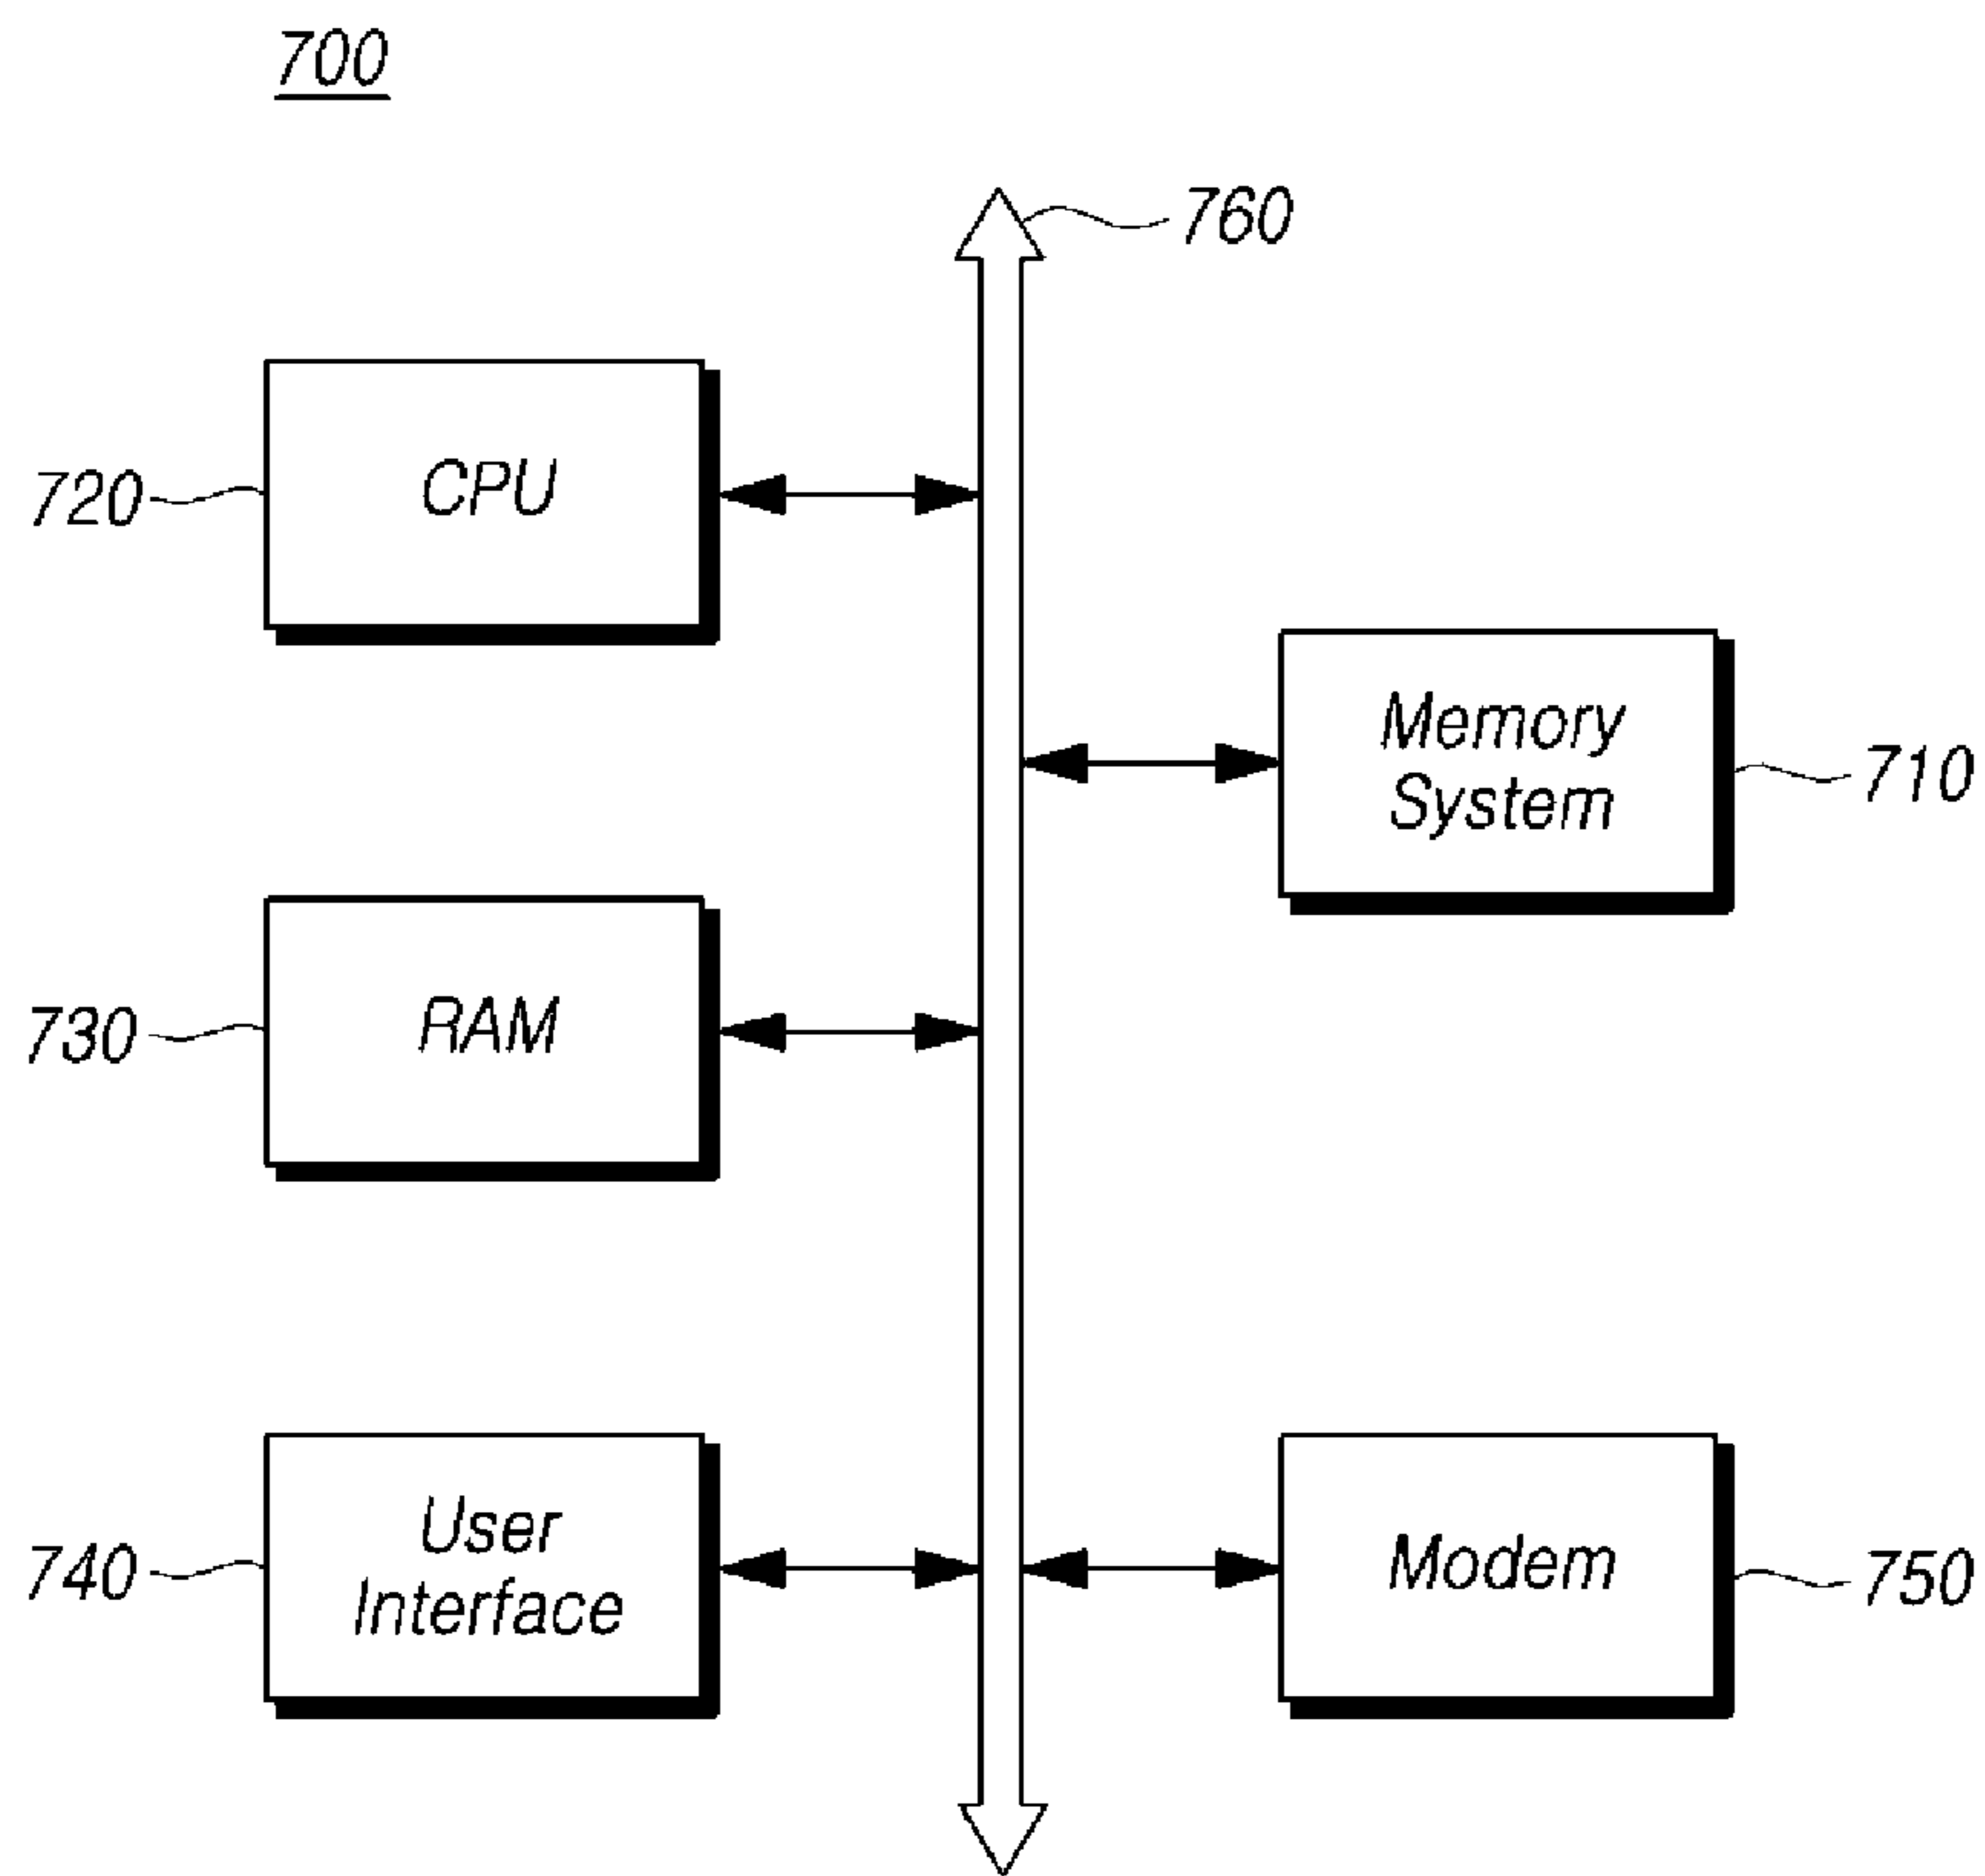 700
760
CPU
720
Memory
System
710
RAM
730
User
Interface
740
Modem
750